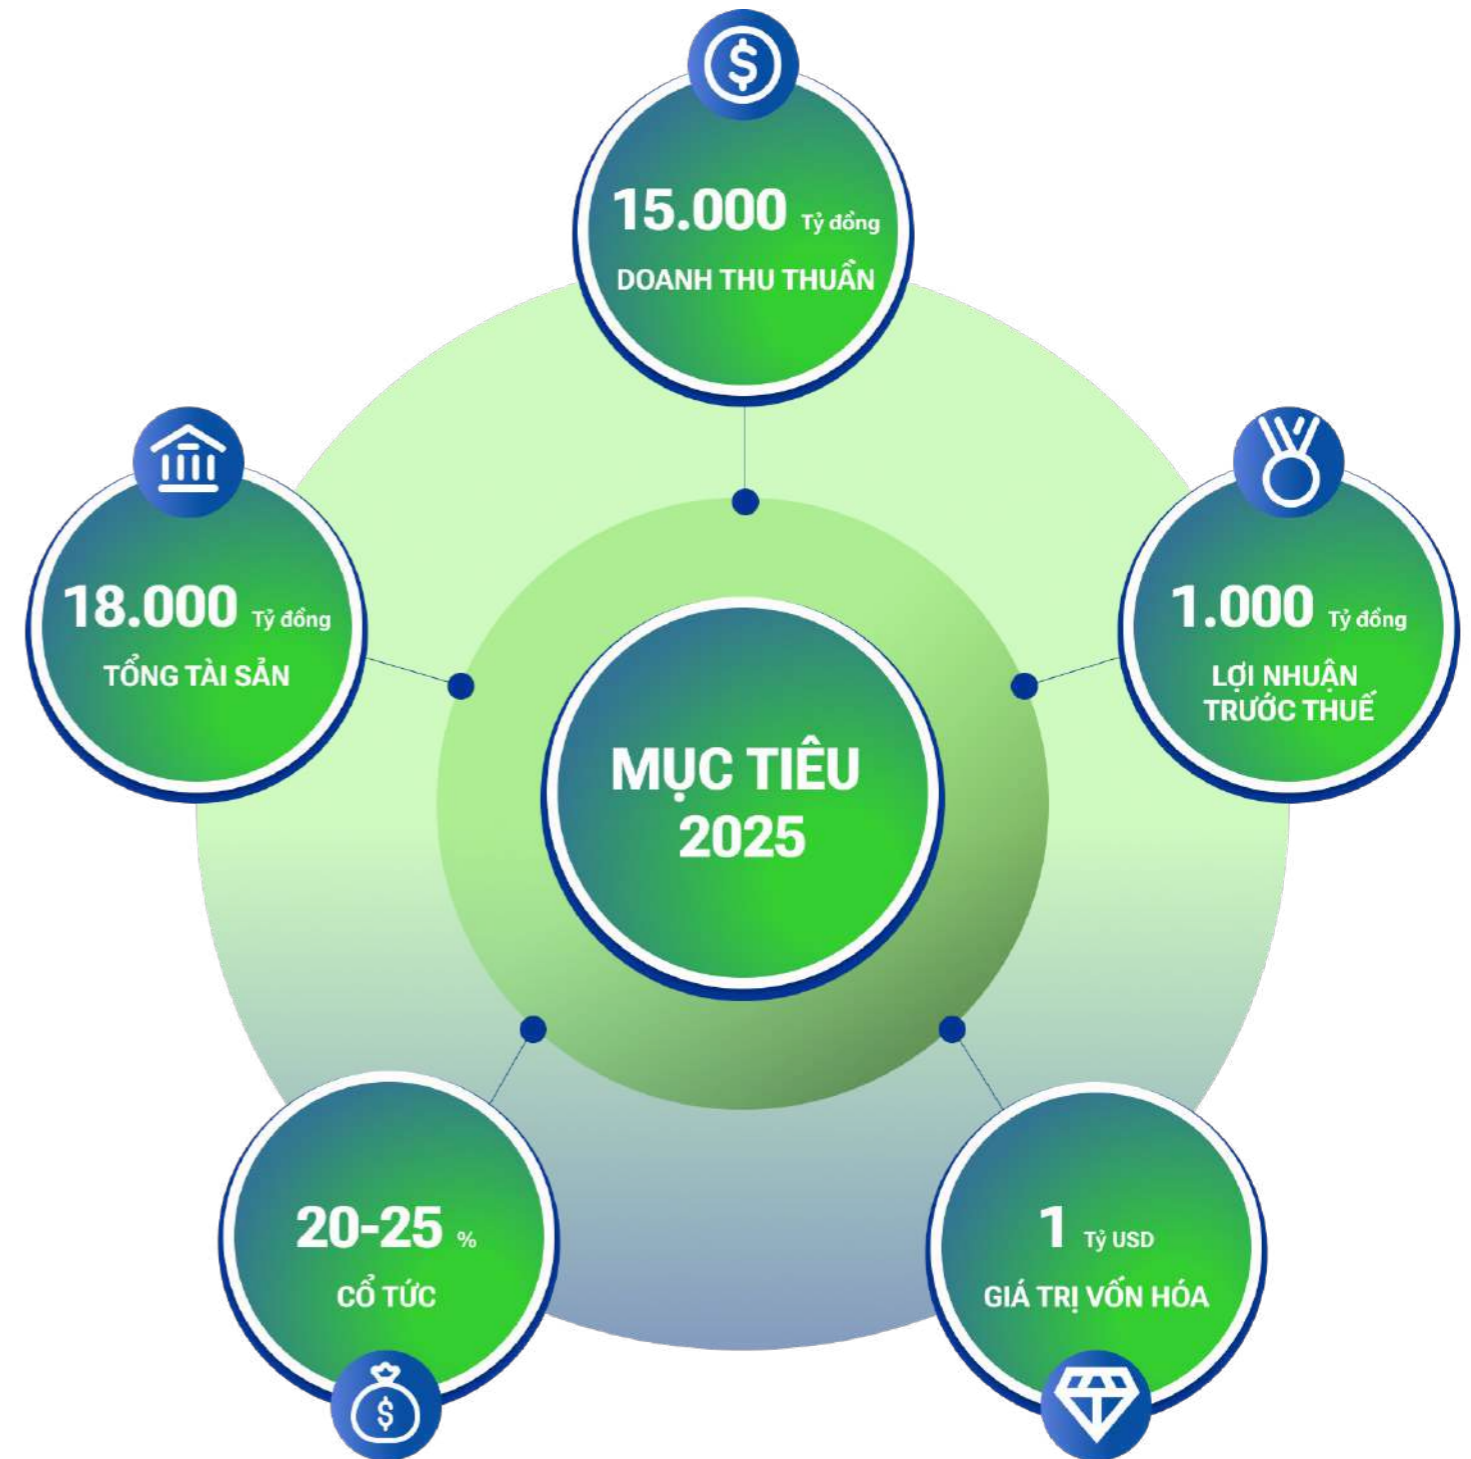 15.000 Tỷ đồng
DOANH THU THUẦN
18.000 Tỷ đồng
TỔNG TÀI SẢN
1.000 Tỷ đồng
LỢI NHUẬN
TRƯỚC THUẾ
MỤC TIÊU
2025
20-25 %
CỔ TỨC
1 Tỷ USD
GIÁ TRỊ VỐN HÓA